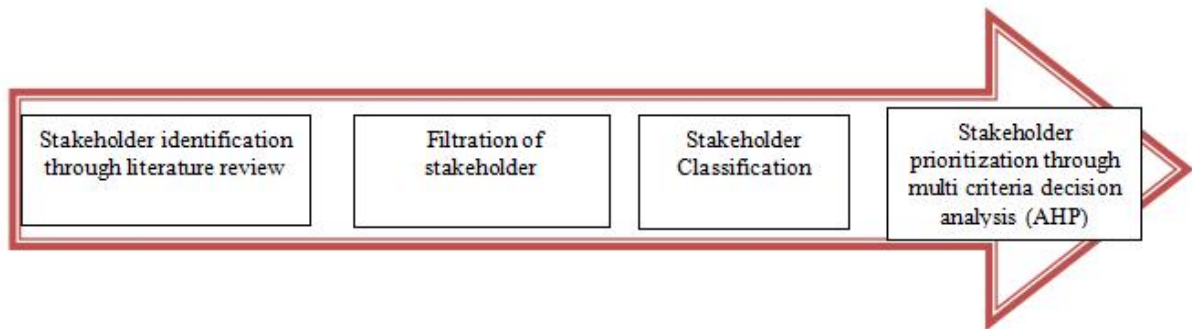 Stakeholder identification
through literature review
Filtration of
stakeholder
Stakeholder
Classification
Stakeholder
prioritization through
multi criteria decision
analysis (AHP)